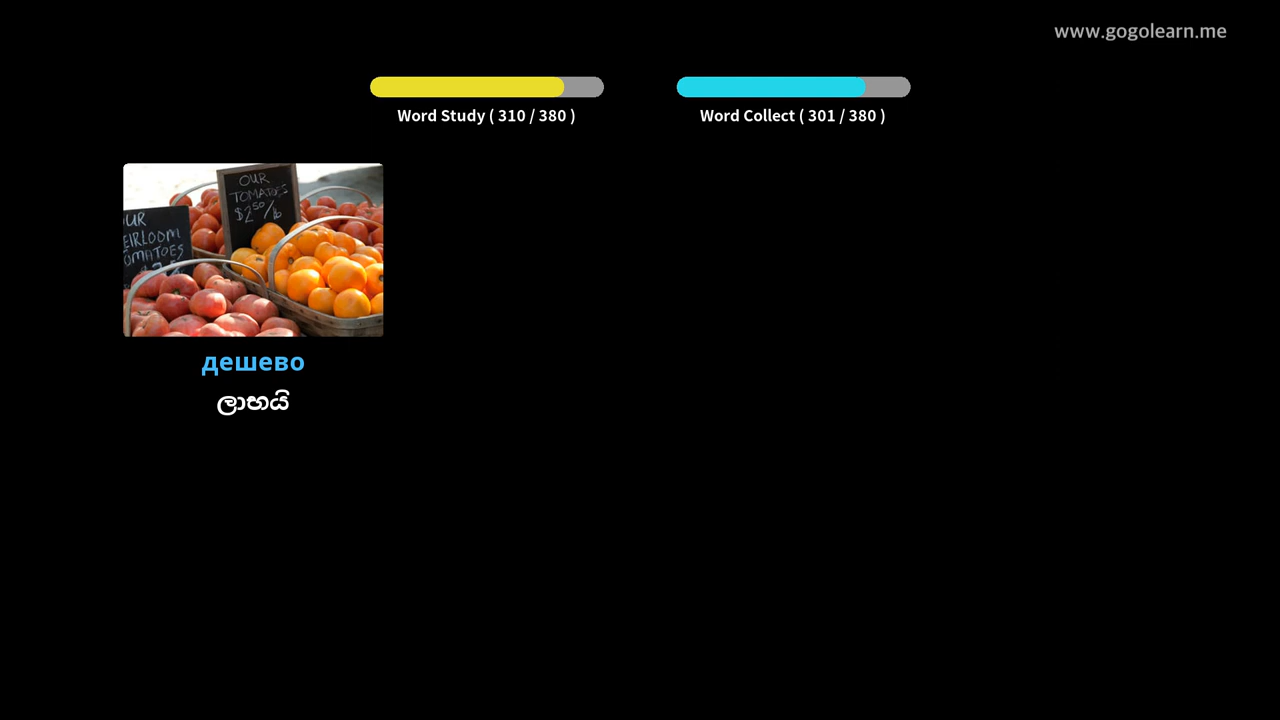 www.gogolearn.me
Word Study ( 310 / 380 )
Word Collect ( 301 / 380 )
OUR
TOMATOES
$2.50/lb
UR
EIRLOOM
OMATOES
дешево
ලාභයි